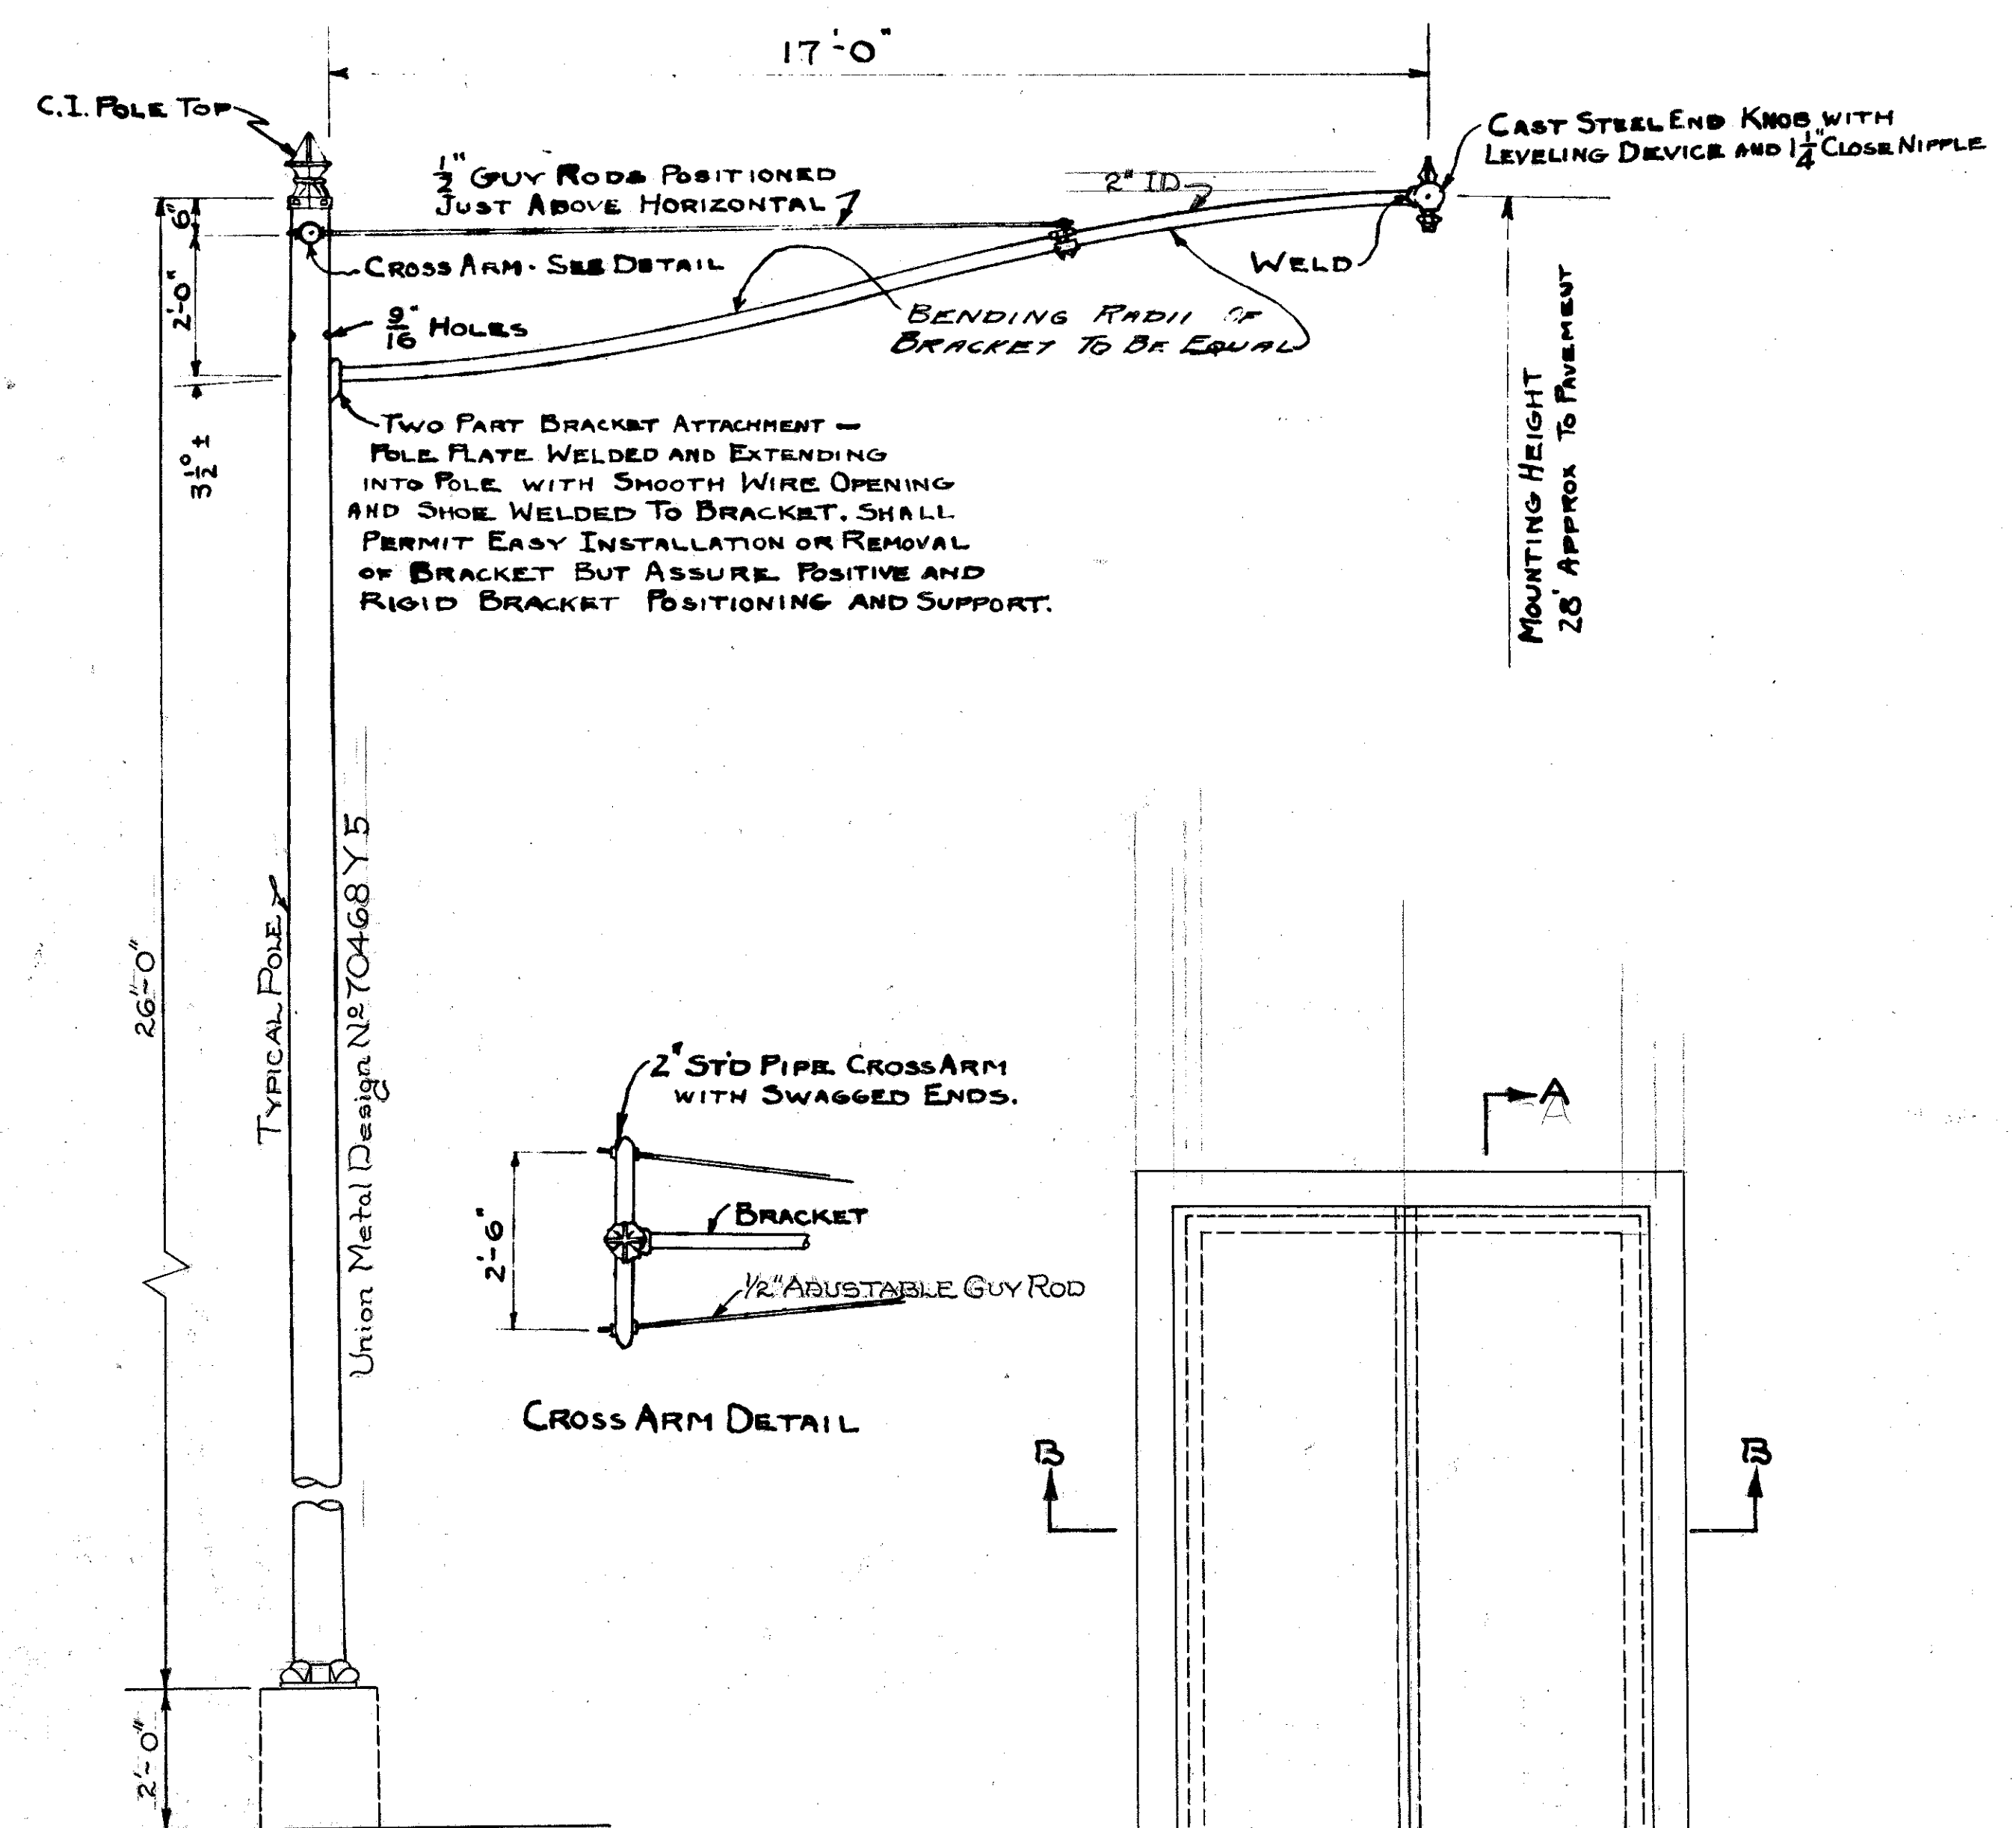 17'-0"
C.I. POLE TOP
CAST STEEL END KNOB WITH
LEVELING DEVICE AND 1 1/4" CLOSE NIPPLE
1/2" GUY RODS POSITIONED
JUST ABOVE HORIZONTAL
2" ID
6"
CROSS ARM - SEE DETAIL
WELD
2'-0"
9/16" HOLES
BENDING RADII OF
BRACKET TO BE EQUAL
3 1/2° ±
TWO PART BRACKET ATTACHMENT —
POLE PLATE WELDED AND EXTENDING
INTO POLE WITH SMOOTH WIRE OPENING
AND SHOE WELDED TO BRACKET. SHALL
PERMIT EASY INSTALLATION OR REMOVAL
OF BRACKET BUT ASSURE POSITIVE AND
RIGID BRACKET POSITIONING AND SUPPORT.
MOUNTING HEIGHT
28' APPROX TO PAVEMENT
26'-0"
TYPICAL POLE
Union Metal Design Nº 70468 Y 5
2" ST'D PIPE CROSS ARM
WITH SWAGGED ENDS.
2'-6"
BRACKET
1/2" ADUSTABLE GUY ROD
CROSS ARM DETAIL
A
A
B
B
2'-0"